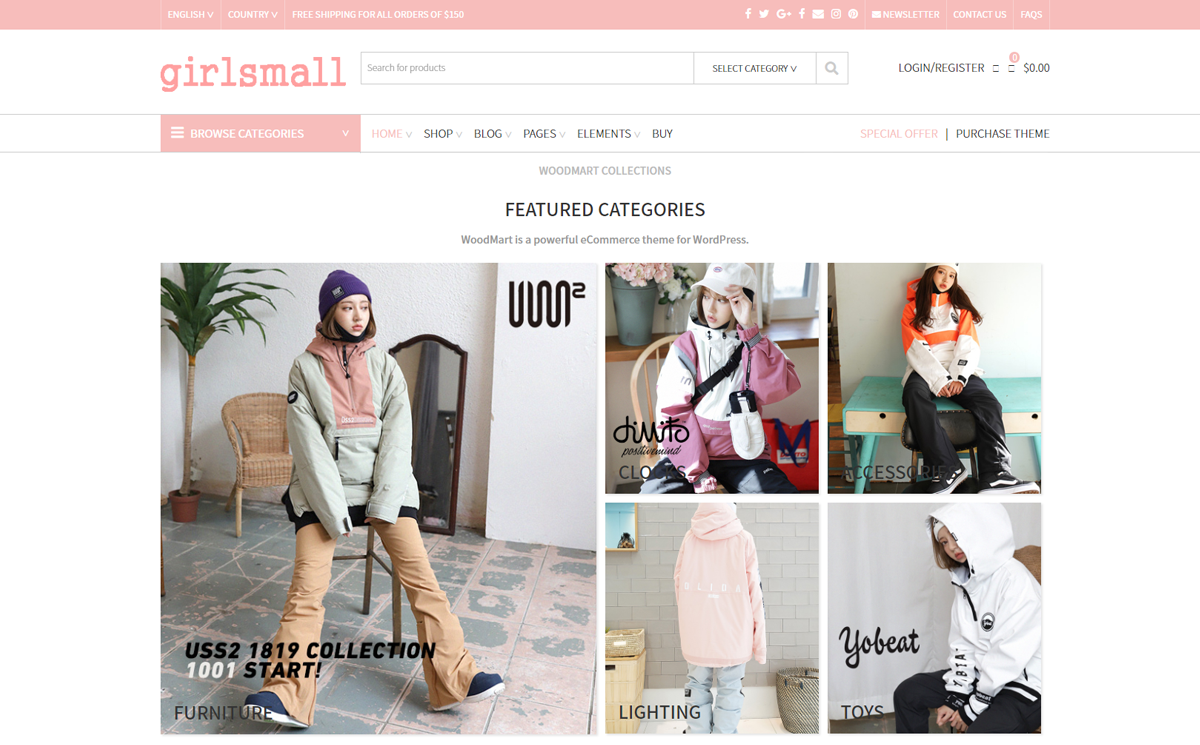 ENGLISH COUNTRY FREE SHIPPING FOR ALL ORDERS OF $150 NEWSLETTER CONTACT US FAQS
girlsmall
Search for products SELECT CATEGORY
LOGIN/REGISTER 0 $0.00
BROWSE CATEGORIES HOME SHOP BLOG PAGES ELEMENTS BUY SPECIAL OFFER | PURCHASE THEME
WOODMART COLLECTIONS
FEATURED CATEGORIES
WoodMart is a powerful eCommerce theme for WordPress.
USS2 1819 COLLECTION
1001 START!
FURNITURE
dimito
positivemind
CLOCKS
ACCESSORIES
LIGHTING
Yobeat
TOYS